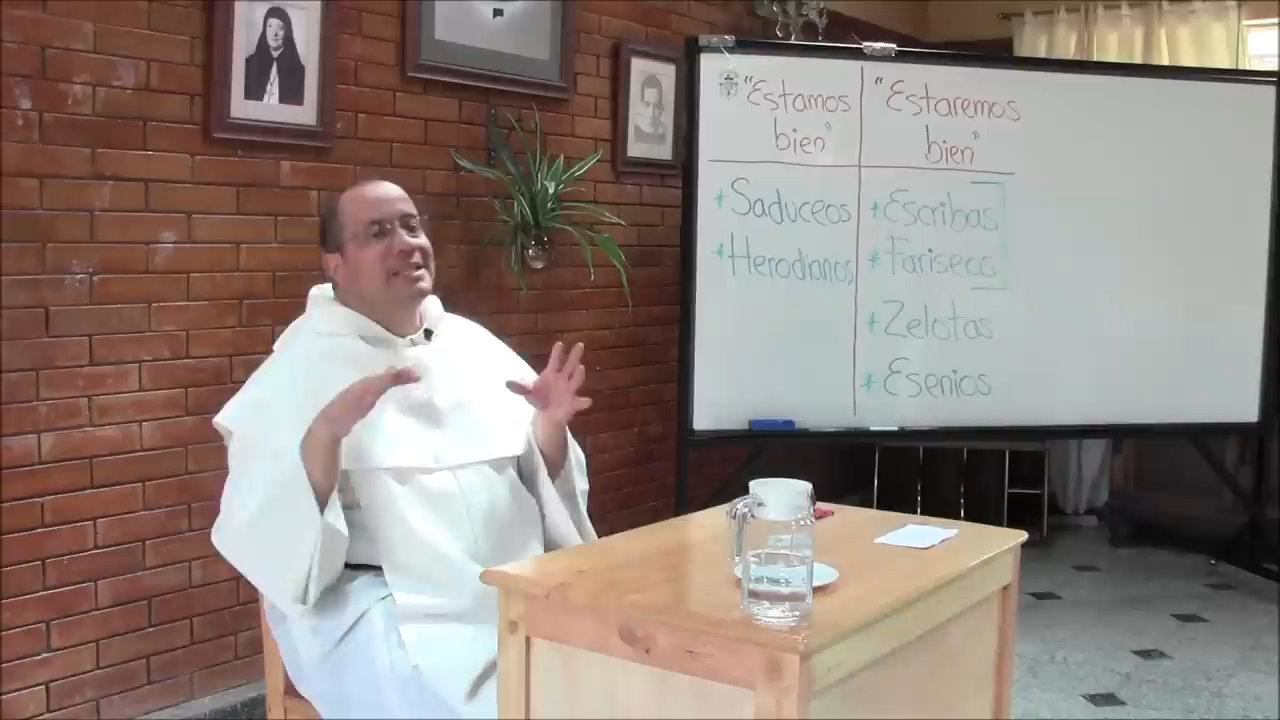 "Estamos
bien"
"Estaremos
bien"
+ Saduceos
+ Herodianos
+ Escribas
* Fariseos
+ Zelotas
+ Esenios